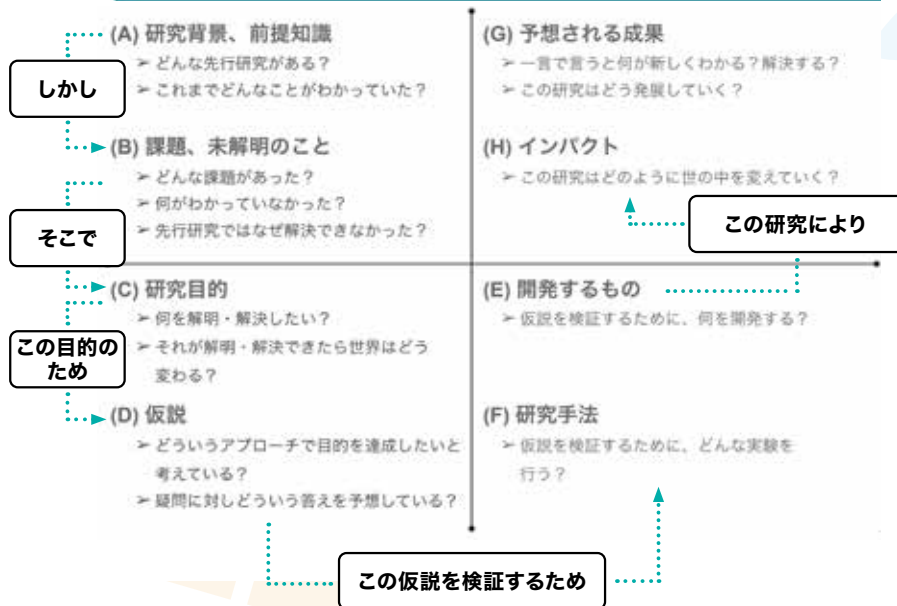 (A) 研究背景、前提知識
➢ どんな先行研究がある？
➢ これまでどんなことがわかっていた？
しかし
(B) 課題、未解明のこと
➢ どんな課題があった？
➢ 何がわかっていなかった？
➢ 先行研究ではなぜ解決できなかった？
そこで
(C) 研究目的
➢ 何を解明・解決したい？
➢ それが解明・解決できたら世界はどう
変わる？
この目的の
ため
(D) 仮説
➢ どういうアプローチで目的を達成したいと
考えている？
➢ 疑問に対しどういう答えを予想している？
この仮説を検証するため
(G) 予想される成果
➢ 一言で言うと何が新しくわかる？解決する？
➢ この研究はどう発展していく？
(H) インパクト
➢ この研究はどのように世の中を変えていく？
この研究により
(E) 開発するもの
➢ 仮説を検証するために、何を開発する？
(F) 研究手法
➢ 仮説を検証するために、どんな実験を
行う？